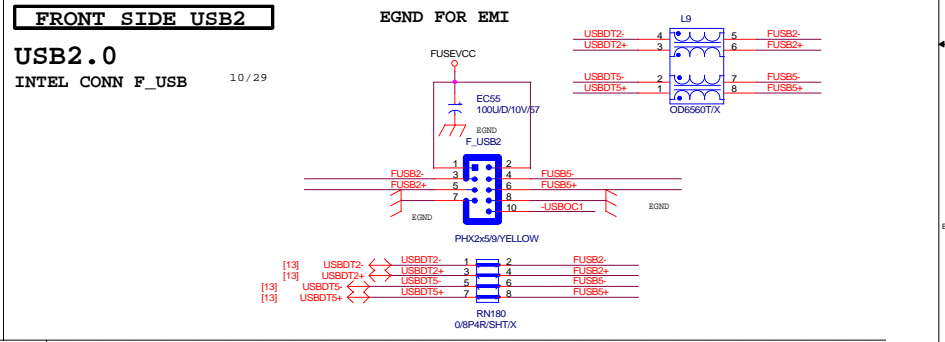 FRONT SIDE USB2
EGND FOR EMI
USB2.0
INTEL CONN F_USB 10/29
FUSEVCC
EC55
100U/D/10V/57
EGND
F_USB2
1 2
FUSB2- 3 4 FUSB5-
FUSB2+ 5 6 FUSB5+
7 8
10 -USBOC1
EGND
EGND
PHX2x5/9/YELLOW
L9
USBDT2- 4 5 FUSB2-
USBDT2+ 3 6 FUSB2+
USBDT5- 2 7 FUSB5-
USBDT5+ 1 8 FUSB5+
OD6560T/X
[13] USBDT2- USBDT2- 1 2 FUSB2-
[13] USBDT2+ USBDT2+ 3 4 FUSB2+
[13] USBDT5- USBDT5- 5 6 FUSB5-
[13] USBDT5+ USBDT5+ 7 8 FUSB5+
RN180
0/8P4R/SHT/X